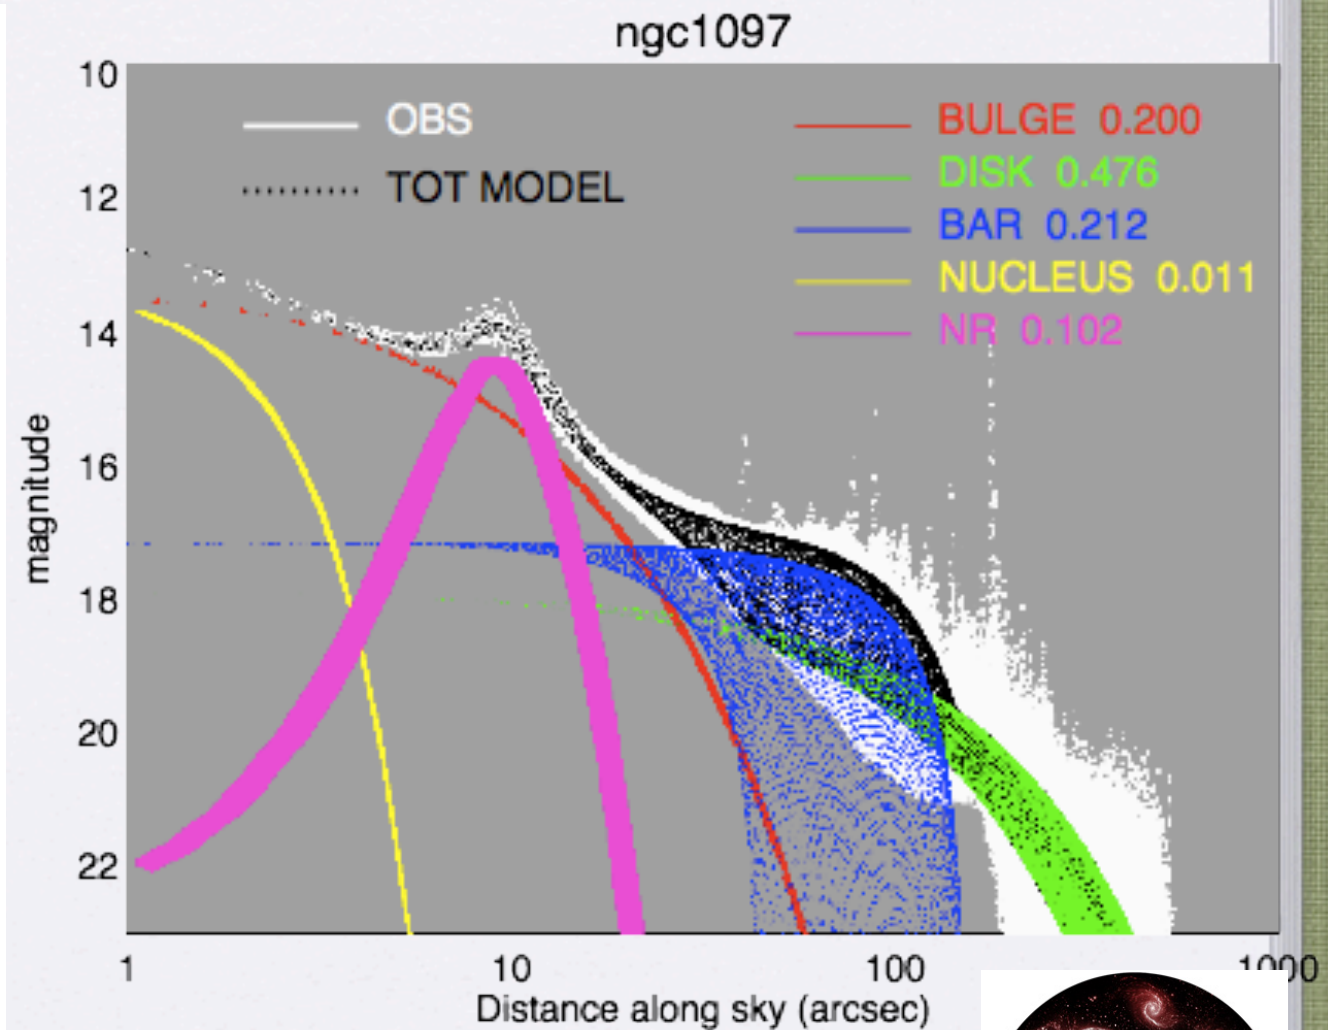 ngc1097
10
12
14
16
18
20
22
magnitude
OBS
TOT MODEL
BULGE 0.200
DISK 0.476
BAR 0.212
NUCLEUS 0.011
NR 0.102
1 10 100 1000
Distance along sky (arcsec)